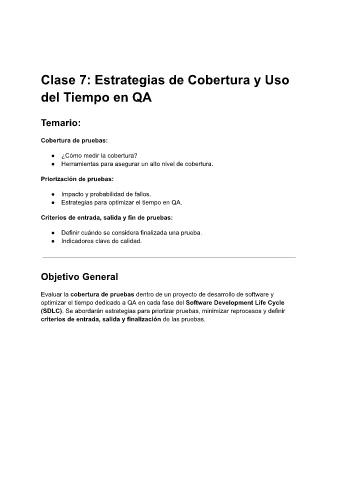 Clase 7: Estrategias de Cobertura y Uso
del Tiempo en QA
Temario:
Cobertura de pruebas:
● ¿Cómo medir la cobertura?
● Herramientas para asegurar un alto nivel de cobertura.
Priorización de pruebas:
● Impacto y probabilidad de fallos.
● Estrategias para optimizar el tiempo en QA.
Criterios de entrada, salida y fin de pruebas:
● Definir cuándo se considera finalizada una prueba.
● Indicadores clave de calidad.
Objetivo General
Evaluar la cobertura de pruebas dentro de un proyecto de desarrollo de software y
optimizar el tiempo dedicado a QA en cada fase del Software Development Life Cycle
(SDLC). Se abordarán estrategias para priorizar pruebas, minimizar reprocesos y definir
criterios de entrada, salida y finalización de las pruebas.